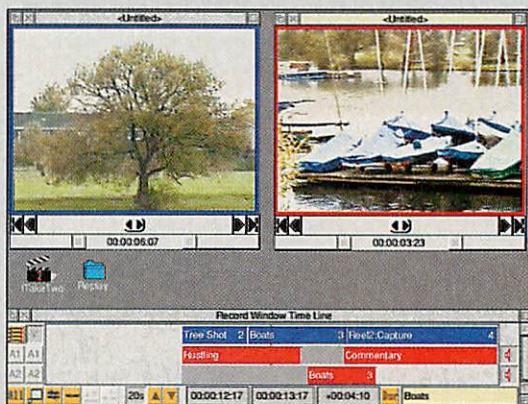 <Untitled>
<Untitled>
00:00:06:07
00:00:03:23
iTakeTwo
Replay
Record Window Time Line
Tree Shot 2 Boats 3 Reel2:Capture 4
A1 A1 Rustling Commentary
A2 A2 Boats 3
20s 00:00:12:17 00:00:13:17 +00:04:10 Dur Boats